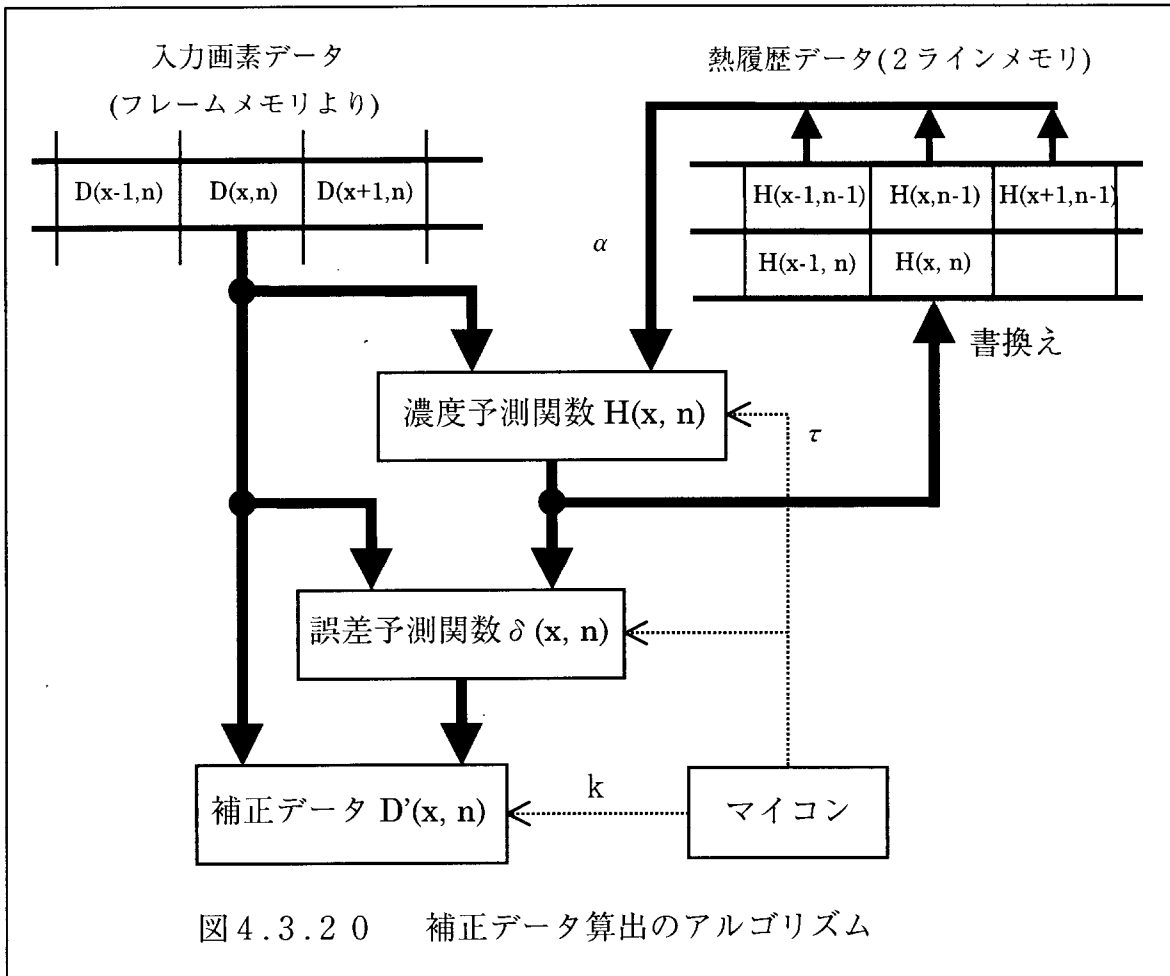 入力画素データ
(フレームメモリより)
熱履歴データ(2ラインメモリ)
D(x-1,n) D(x,n) D(x+1,n)
H(x-1,n-1) H(x,n-1) H(x+1,n-1)
H(x-1, n) H(x, n)
α
書換え
濃度予測関数 H(x, n)
τ
誤差予測関数 δ (x, n)
補正データ D’(x, n)
k
マイコン
図4.3.20 補正データ算出のアルゴリズム